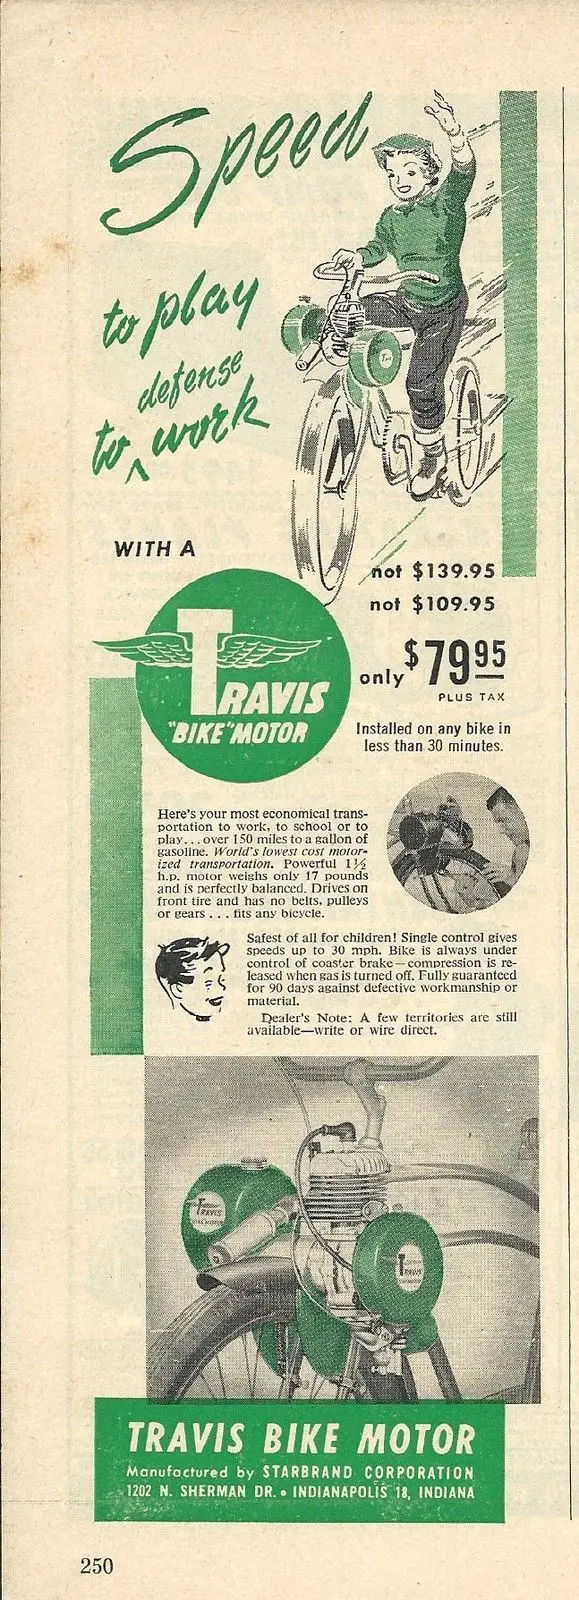 Speed
to play
defense
to work
WITH A
not $139.95
not $109.95
only $79.95
PLUS TAX
TRAVIS
"BIKE" MOTOR
Installed on any bike in
less than 30 minutes.
Here's your most economical trans-
portation to work, to school or to
play...over 150 miles to a gallon of
gasoline. World's lowest cost motor-
ized transportation. Powerful 1½
h.p. motor weighs only 17 pounds
and is perfectly balanced. Drives on
front tire and has no belts, pulleys
or gears . . . fits any bicycle.
Safest of all for children! Single control gives
speeds up to 30 mph. Bike is always under
control of coaster brake—compression is re-
leased when gas is turned off. Fully guaranteed
for 90 days against defective workmanship or
material.
Dealer's Note: A few territories are still
available—write or wire direct.
TRAVIS
"BIKE" MOTOR
TRAVIS
TRAVIS BIKE MOTOR
Manufactured by STARBRAND CORPORATION
1202 N. SHERMAN DR. • INDIANAPOLIS 18, INDIANA
250